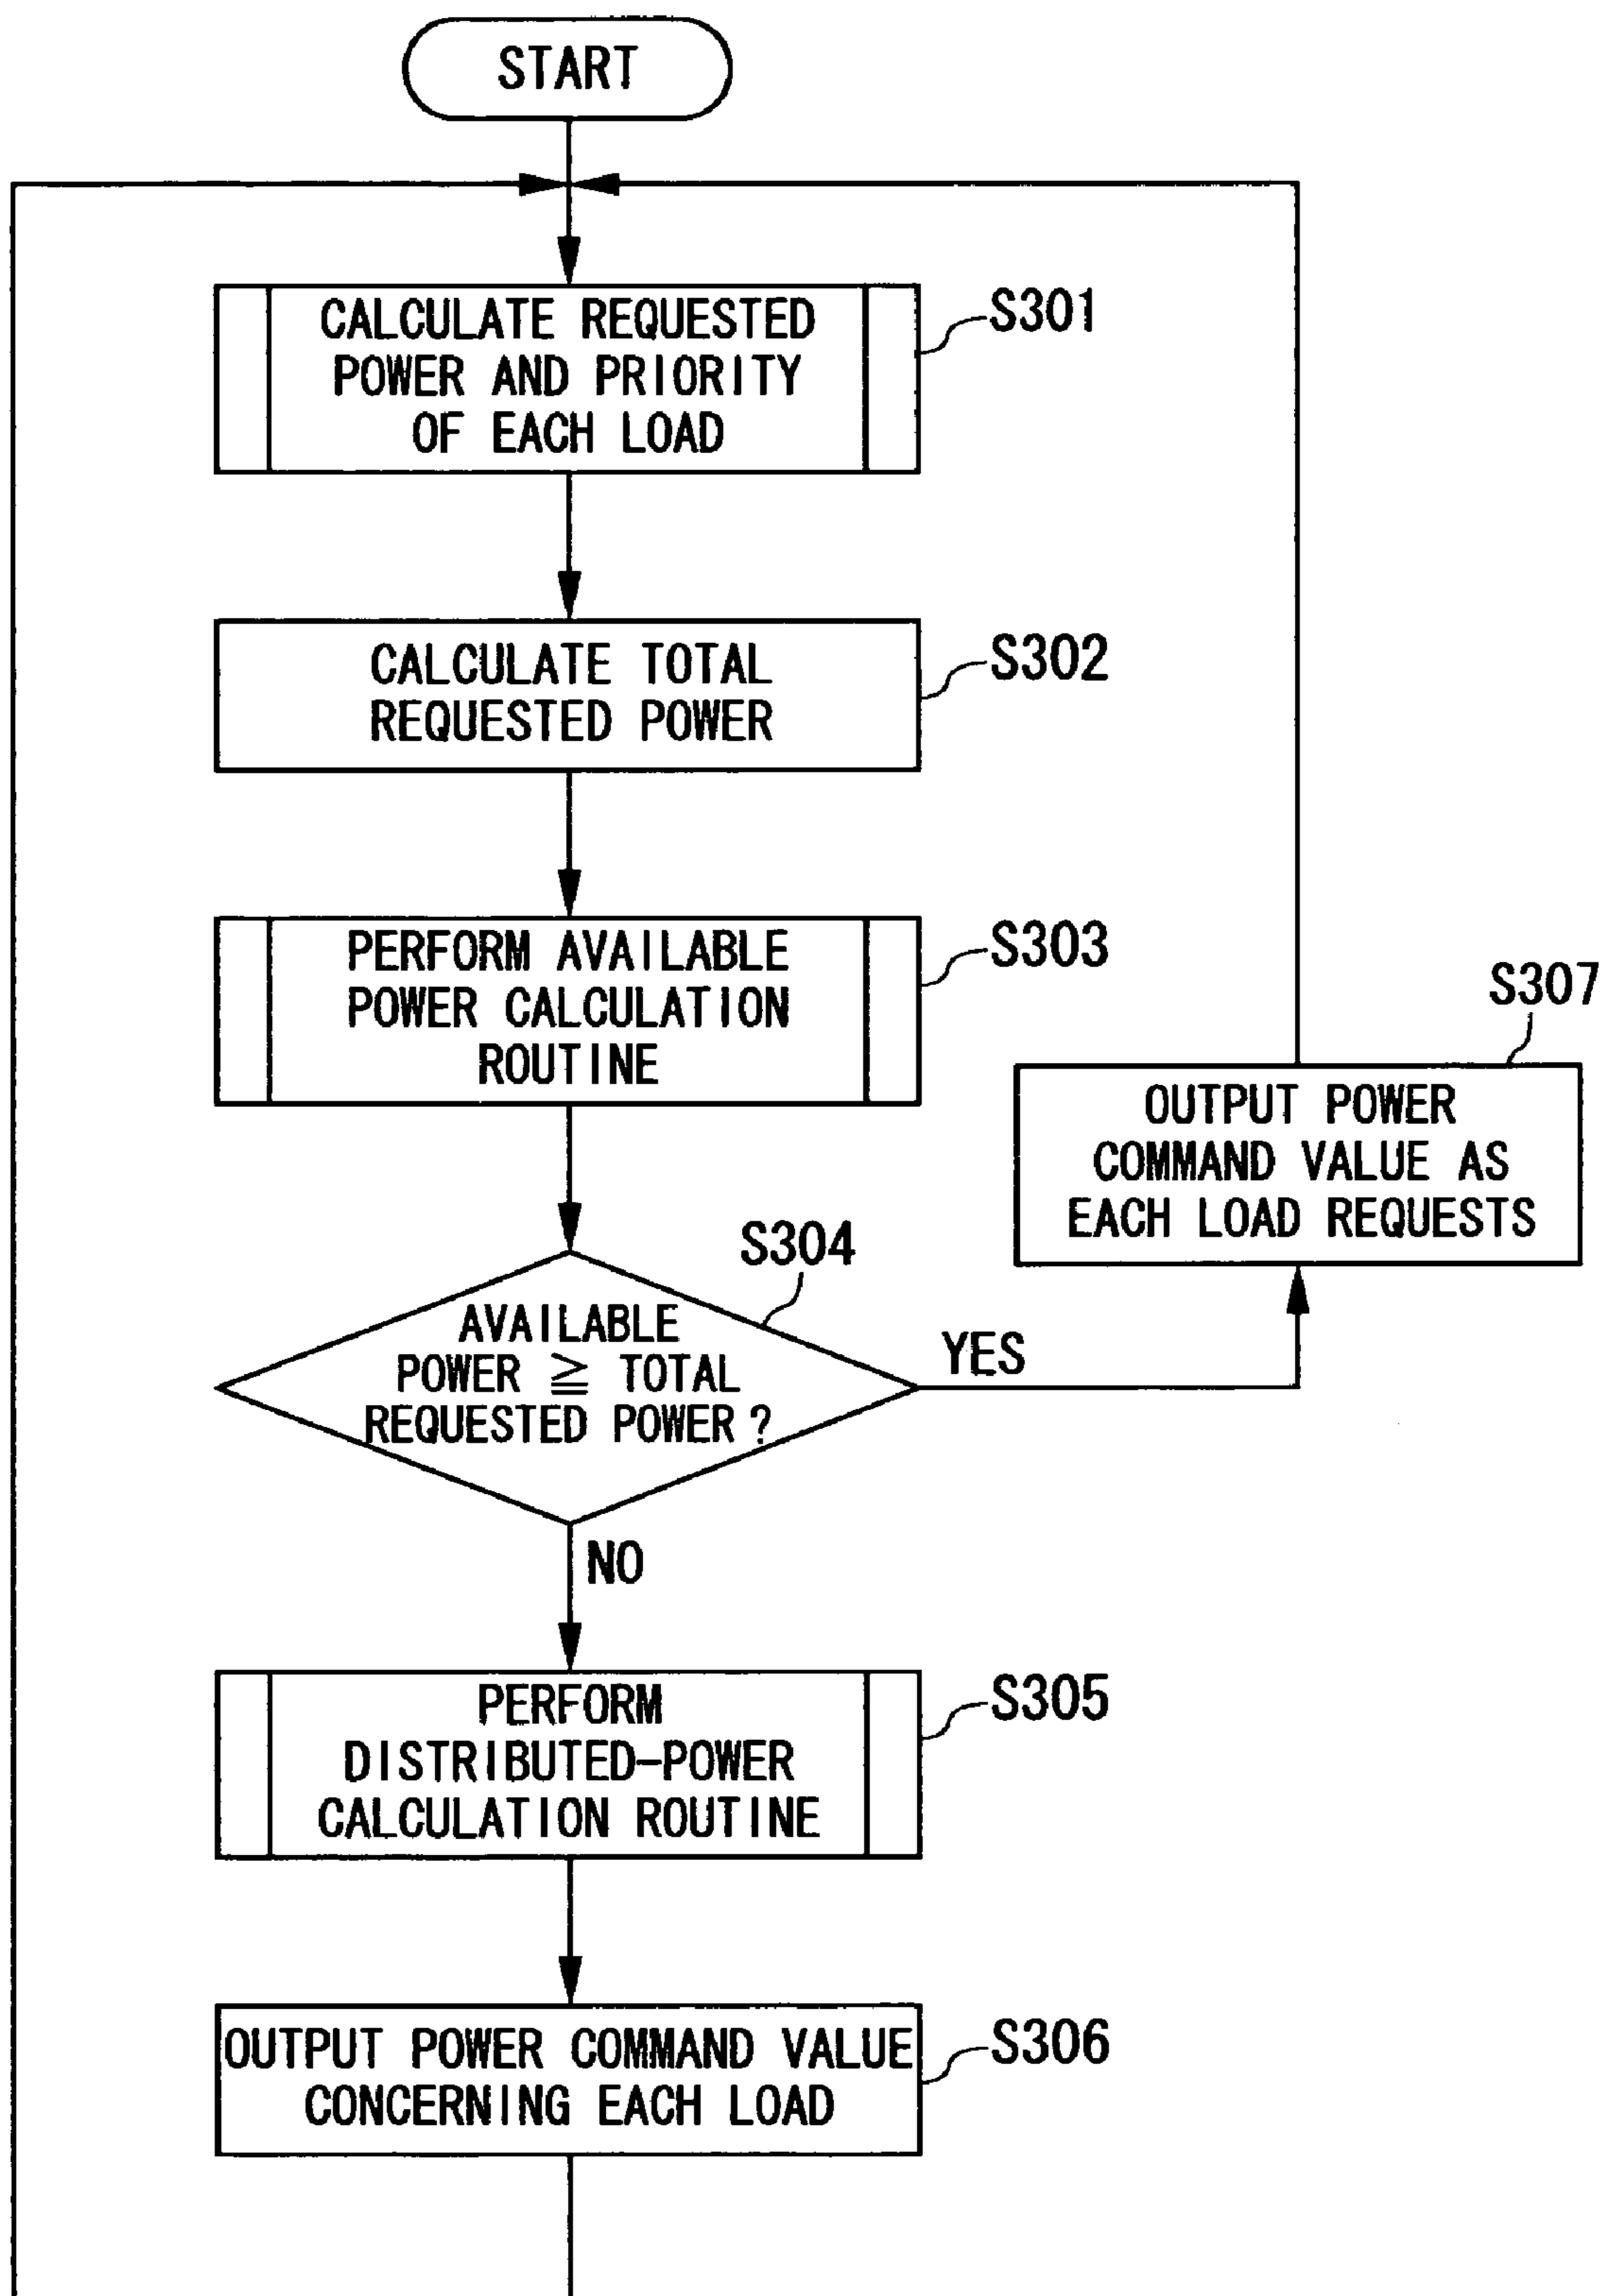 START
CALCULATE REQUESTED
POWER AND PRIORITY
OF EACH LOAD
S301
CALCULATE TOTAL
REQUESTED POWER
S302
PERFORM AVAILABLE
POWER CALCULATION
ROUTINE
S303
S307
OUTPUT POWER
COMMAND VALUE AS
EACH LOAD REQUESTS
S304
AVAILABLE
POWER ≧ TOTAL
REQUESTED POWER?
YES
NO
PERFORM
DISTRIBUTED-POWER
CALCULATION ROUTINE
S305
OUTPUT POWER COMMAND VALUE
CONCERNING EACH LOAD
S306